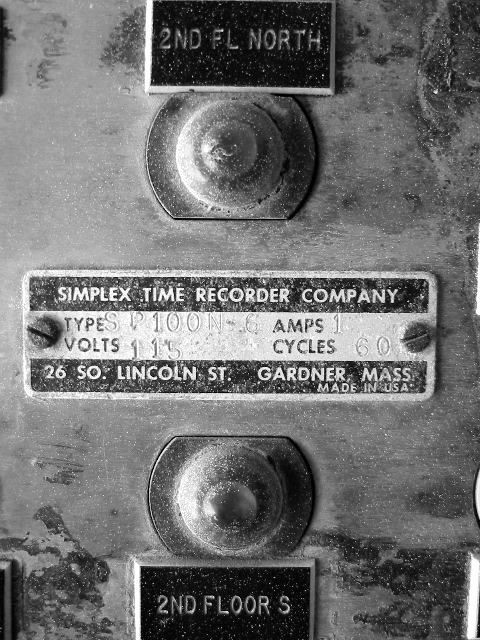 2ND FL NORTH
SIMPLEX TIME RECORDER COMPANY
TYPE SP100N-6 AMPS 1
VOLTS 115 CYCLES 60
26 SO. LINCOLN ST. GARDNER, MASS.
MADE IN USA
2ND FLOOR S